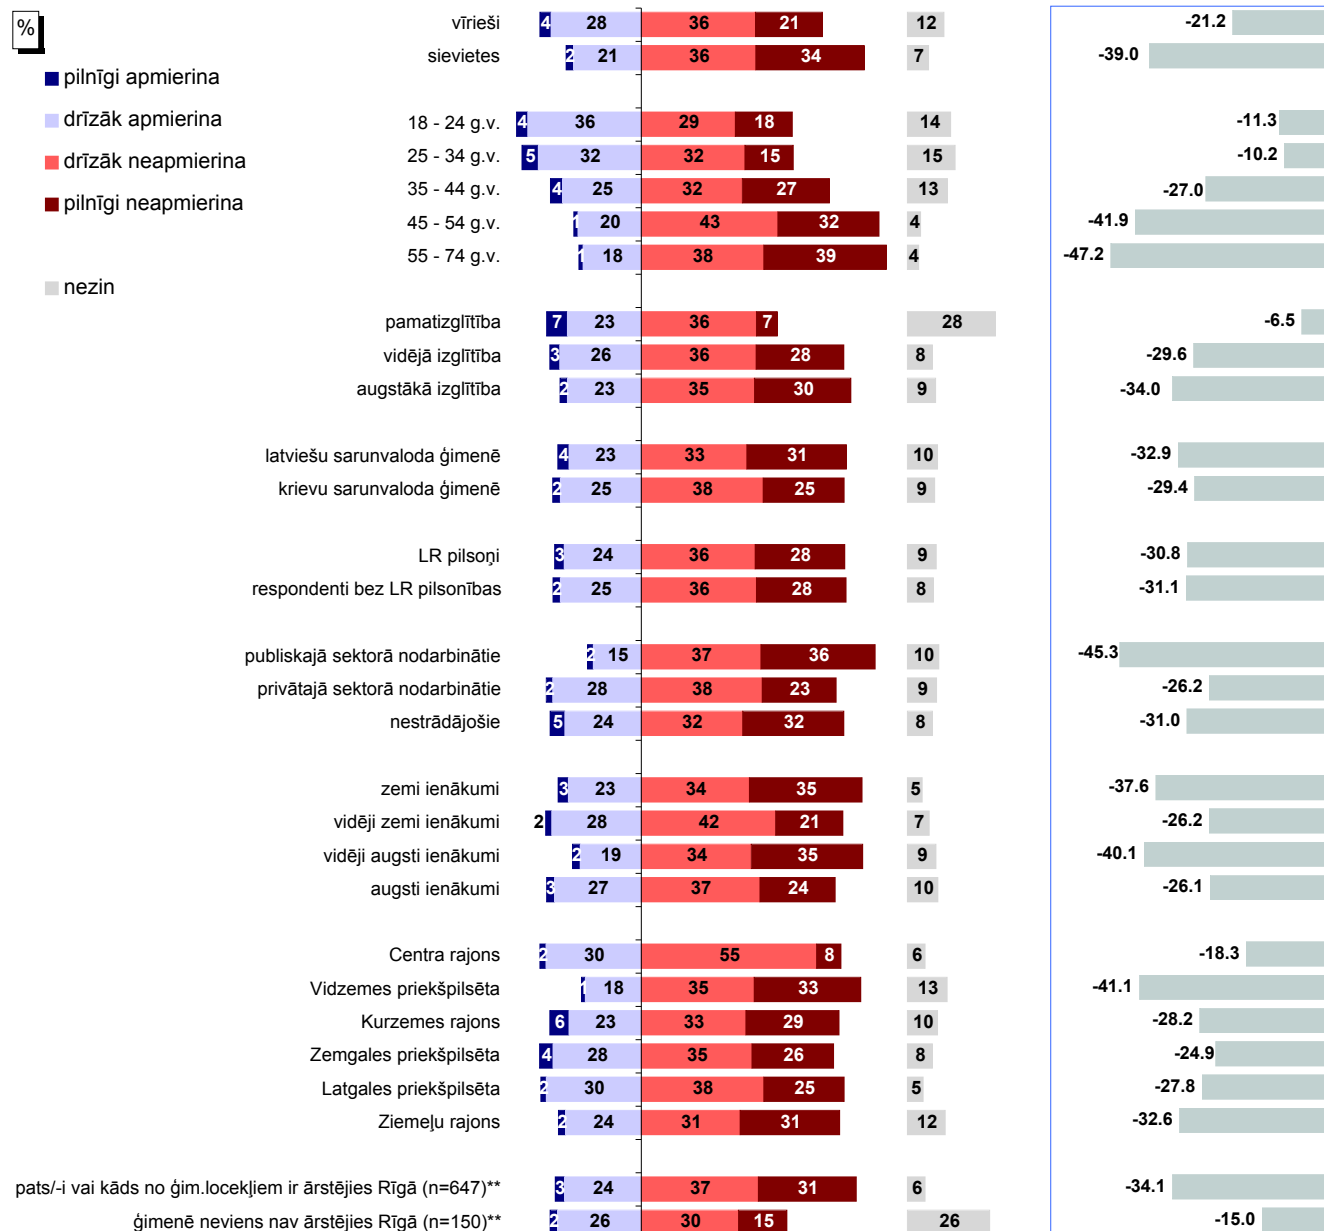 %
pilnīgi apmierina
drīzāk apmierina
drīzāk neapmierina
pilnīgi neapmierina
nezin
vīrieši 4 28 36 21 12 -21.2
sievietes 2 21 36 34 7 -39.0
18 - 24 g.v. 4 36 29 18 14 -11.3
25 - 34 g.v. 5 32 32 15 15 -10.2
35 - 44 g.v. 4 25 32 27 13 -27.0
45 - 54 g.v. 1 20 43 32 4 -41.9
55 - 74 g.v. 1 18 38 39 4 -47.2
pamatizglītība 7 23 36 7 28 -6.5
vidējā izglītība 3 26 36 28 8 -29.6
augstākā izglītība 2 23 35 30 9 -34.0
latviešu sarunvaloda ģimenē 4 23 33 31 10 -32.9
krievu sarunvaloda ģimenē 2 25 38 25 9 -29.4
LR pilsoņi 3 24 36 28 9 -30.8
respondenti bez LR pilsonības 2 25 36 28 8 -31.1
publiskajā sektorā nodarbinātie 2 15 37 36 10 -45.3
privātajā sektorā nodarbinātie 2 28 38 23 9 -26.2
nestrādājošie 5 24 32 32 8 -31.0
zemi ienākumi 3 23 34 35 5 -37.6
vidēji zemi ienākumi 2 28 42 21 7 -26.2
vidēji augsti ienākumi 2 19 34 35 9 -40.1
augsti ienākumi 3 27 37 24 10 -26.1
Centra rajons 2 30 55 8 6 -18.3
Vidzemes priekšpilsēta 1 18 35 33 13 -41.1
Kurzemes rajons 6 23 33 29 10 -28.2
Zemgales priekšpilsēta 4 28 35 26 8 -24.9
Latgales priekšpilsēta 2 30 38 25 5 -27.8
Ziemeļu rajons 2 24 31 31 12 -32.6
pats/-i vai kāds no ģim.locekļiem ir ārstējies Rīgā (n=647)** 3 24 37 31 6 -34.1
ģimenē neviens nav ārstējies Rīgā (n=150)** 2 26 30 15 26 -15.0